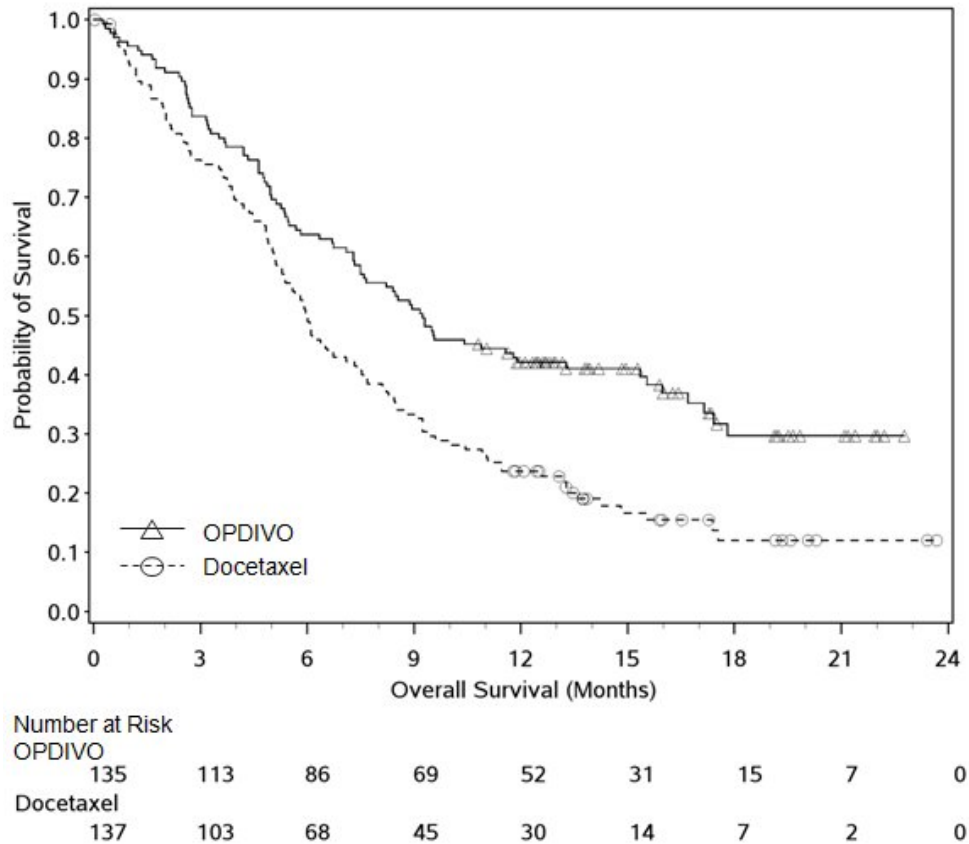 Probability of Survival
1.0
0.9
0.8
0.7
0.6
0.5
0.4
0.3
0.2
0.1
0.0
OPDIVO
Docetaxel
0 3 6 9 12 15 18 21 24
Overall Survival (Months)
Number at Risk
OPDIVO
135 113 86 69 52 31 15 7 0
Docetaxel
137 103 68 45 30 14 7 2 0